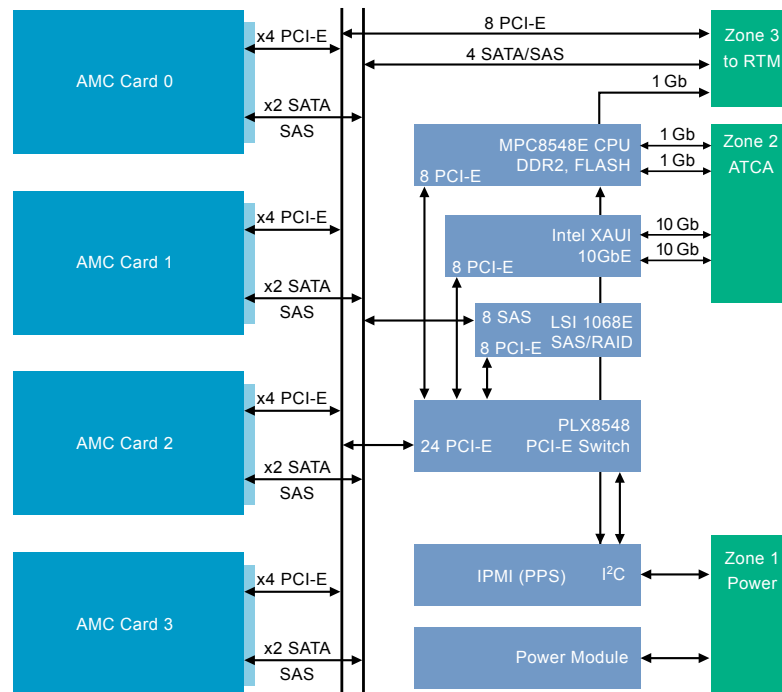 x4 PCI-E
AMC Card 0
x2 SATA
SAS
8 PCI-E
4 SATA/SAS
1 Gb
Zone 3
to RTM
MPC8548E CPU
DDR2, FLASH
8 PCI-E
1 Gb
1 Gb
Zone 2
ATCA
x4 PCI-E
AMC Card 1
x2 SATA
SAS
Intel XAUI
10GbE
8 PCI-E
10 Gb
10 Gb
8 SAS
LSI 1068E
SAS/RAID
8 PCI-E
x4 PCI-E
AMC Card 2
x2 SATA
SAS
PLX8548
24 PCI-E
PCI-E Switch
x4 PCI-E
AMC Card 3
x2 SATA
SAS
IPMI (PPS)
I²C
Zone 1
Power
Power Module